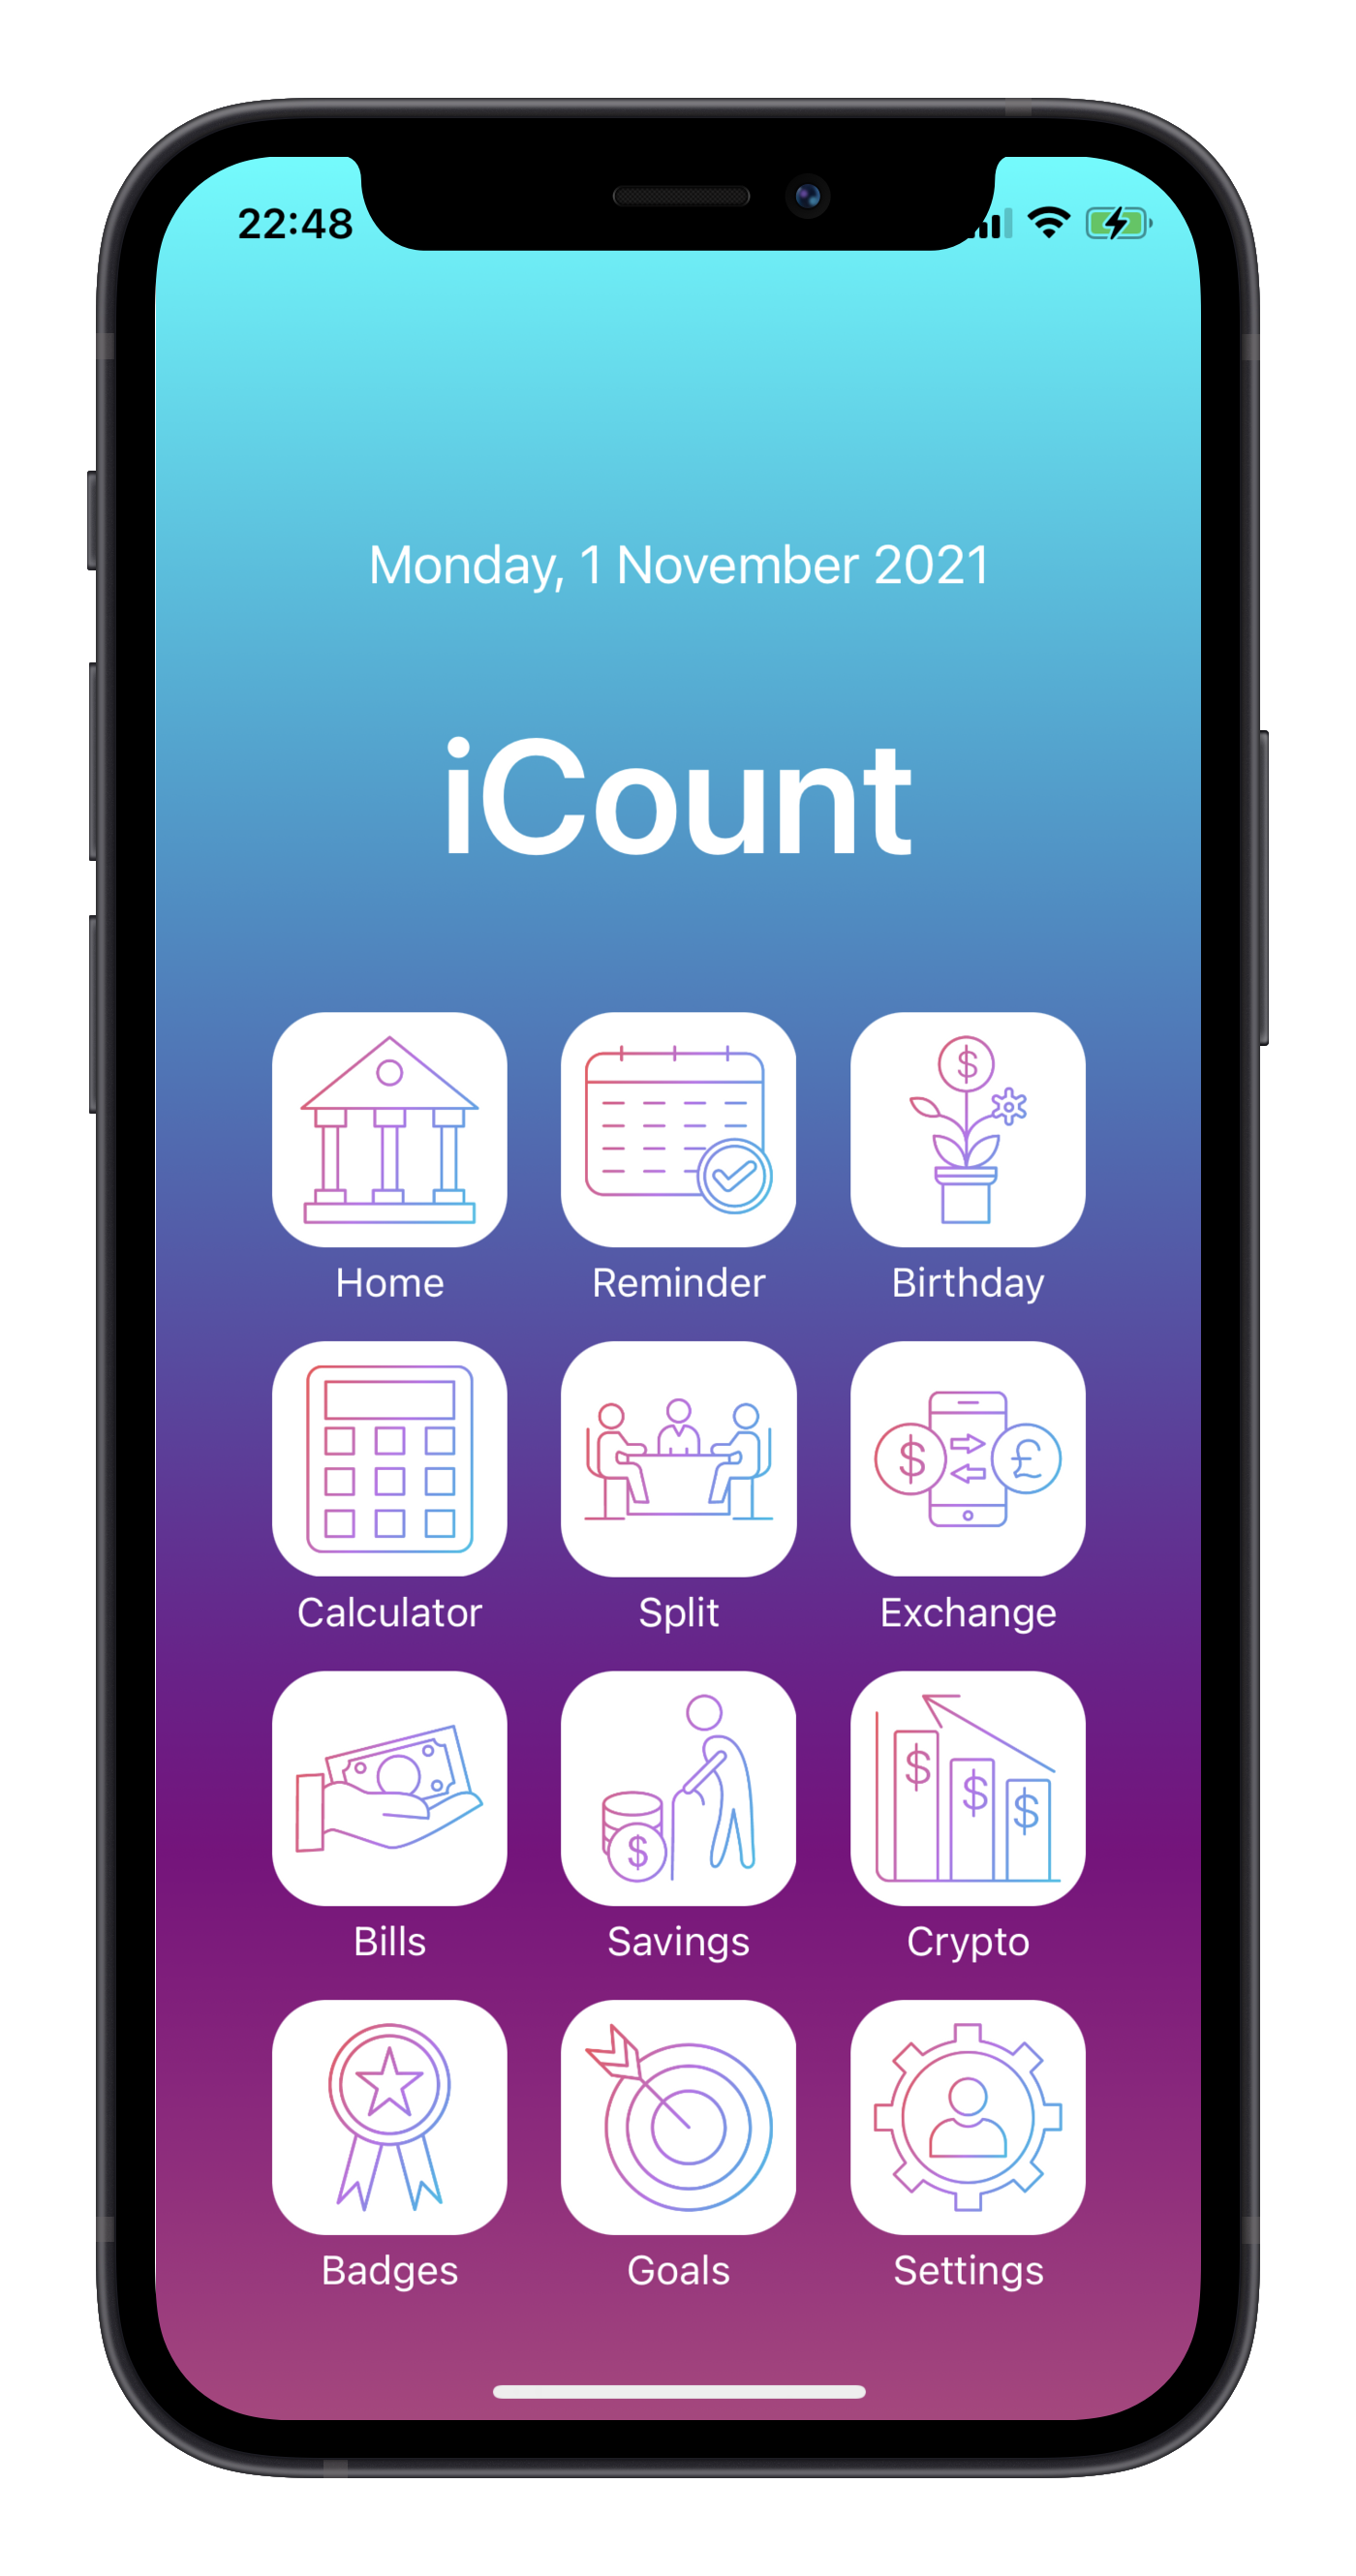 22:48
Monday, 1 November 2021
iCount
$
Home Reminder Birthday
$ £
Calculator Split Exchange
$ $ $ $
Bills Savings Crypto
Badges Goals Settings